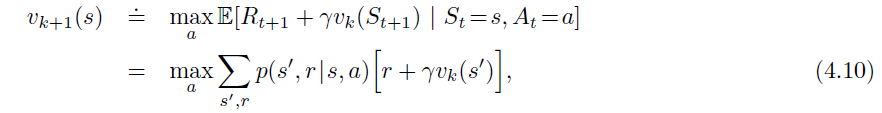 v_{k+1}(s) ≐ max_a 𝔼[R_{t+1} + γv_k(S_{t+1}) | S_t = s, A_t = a]
= max_a ∑_{s′,r} p(s′, r|s, a)[r + γv_k(s′)], (4.10)